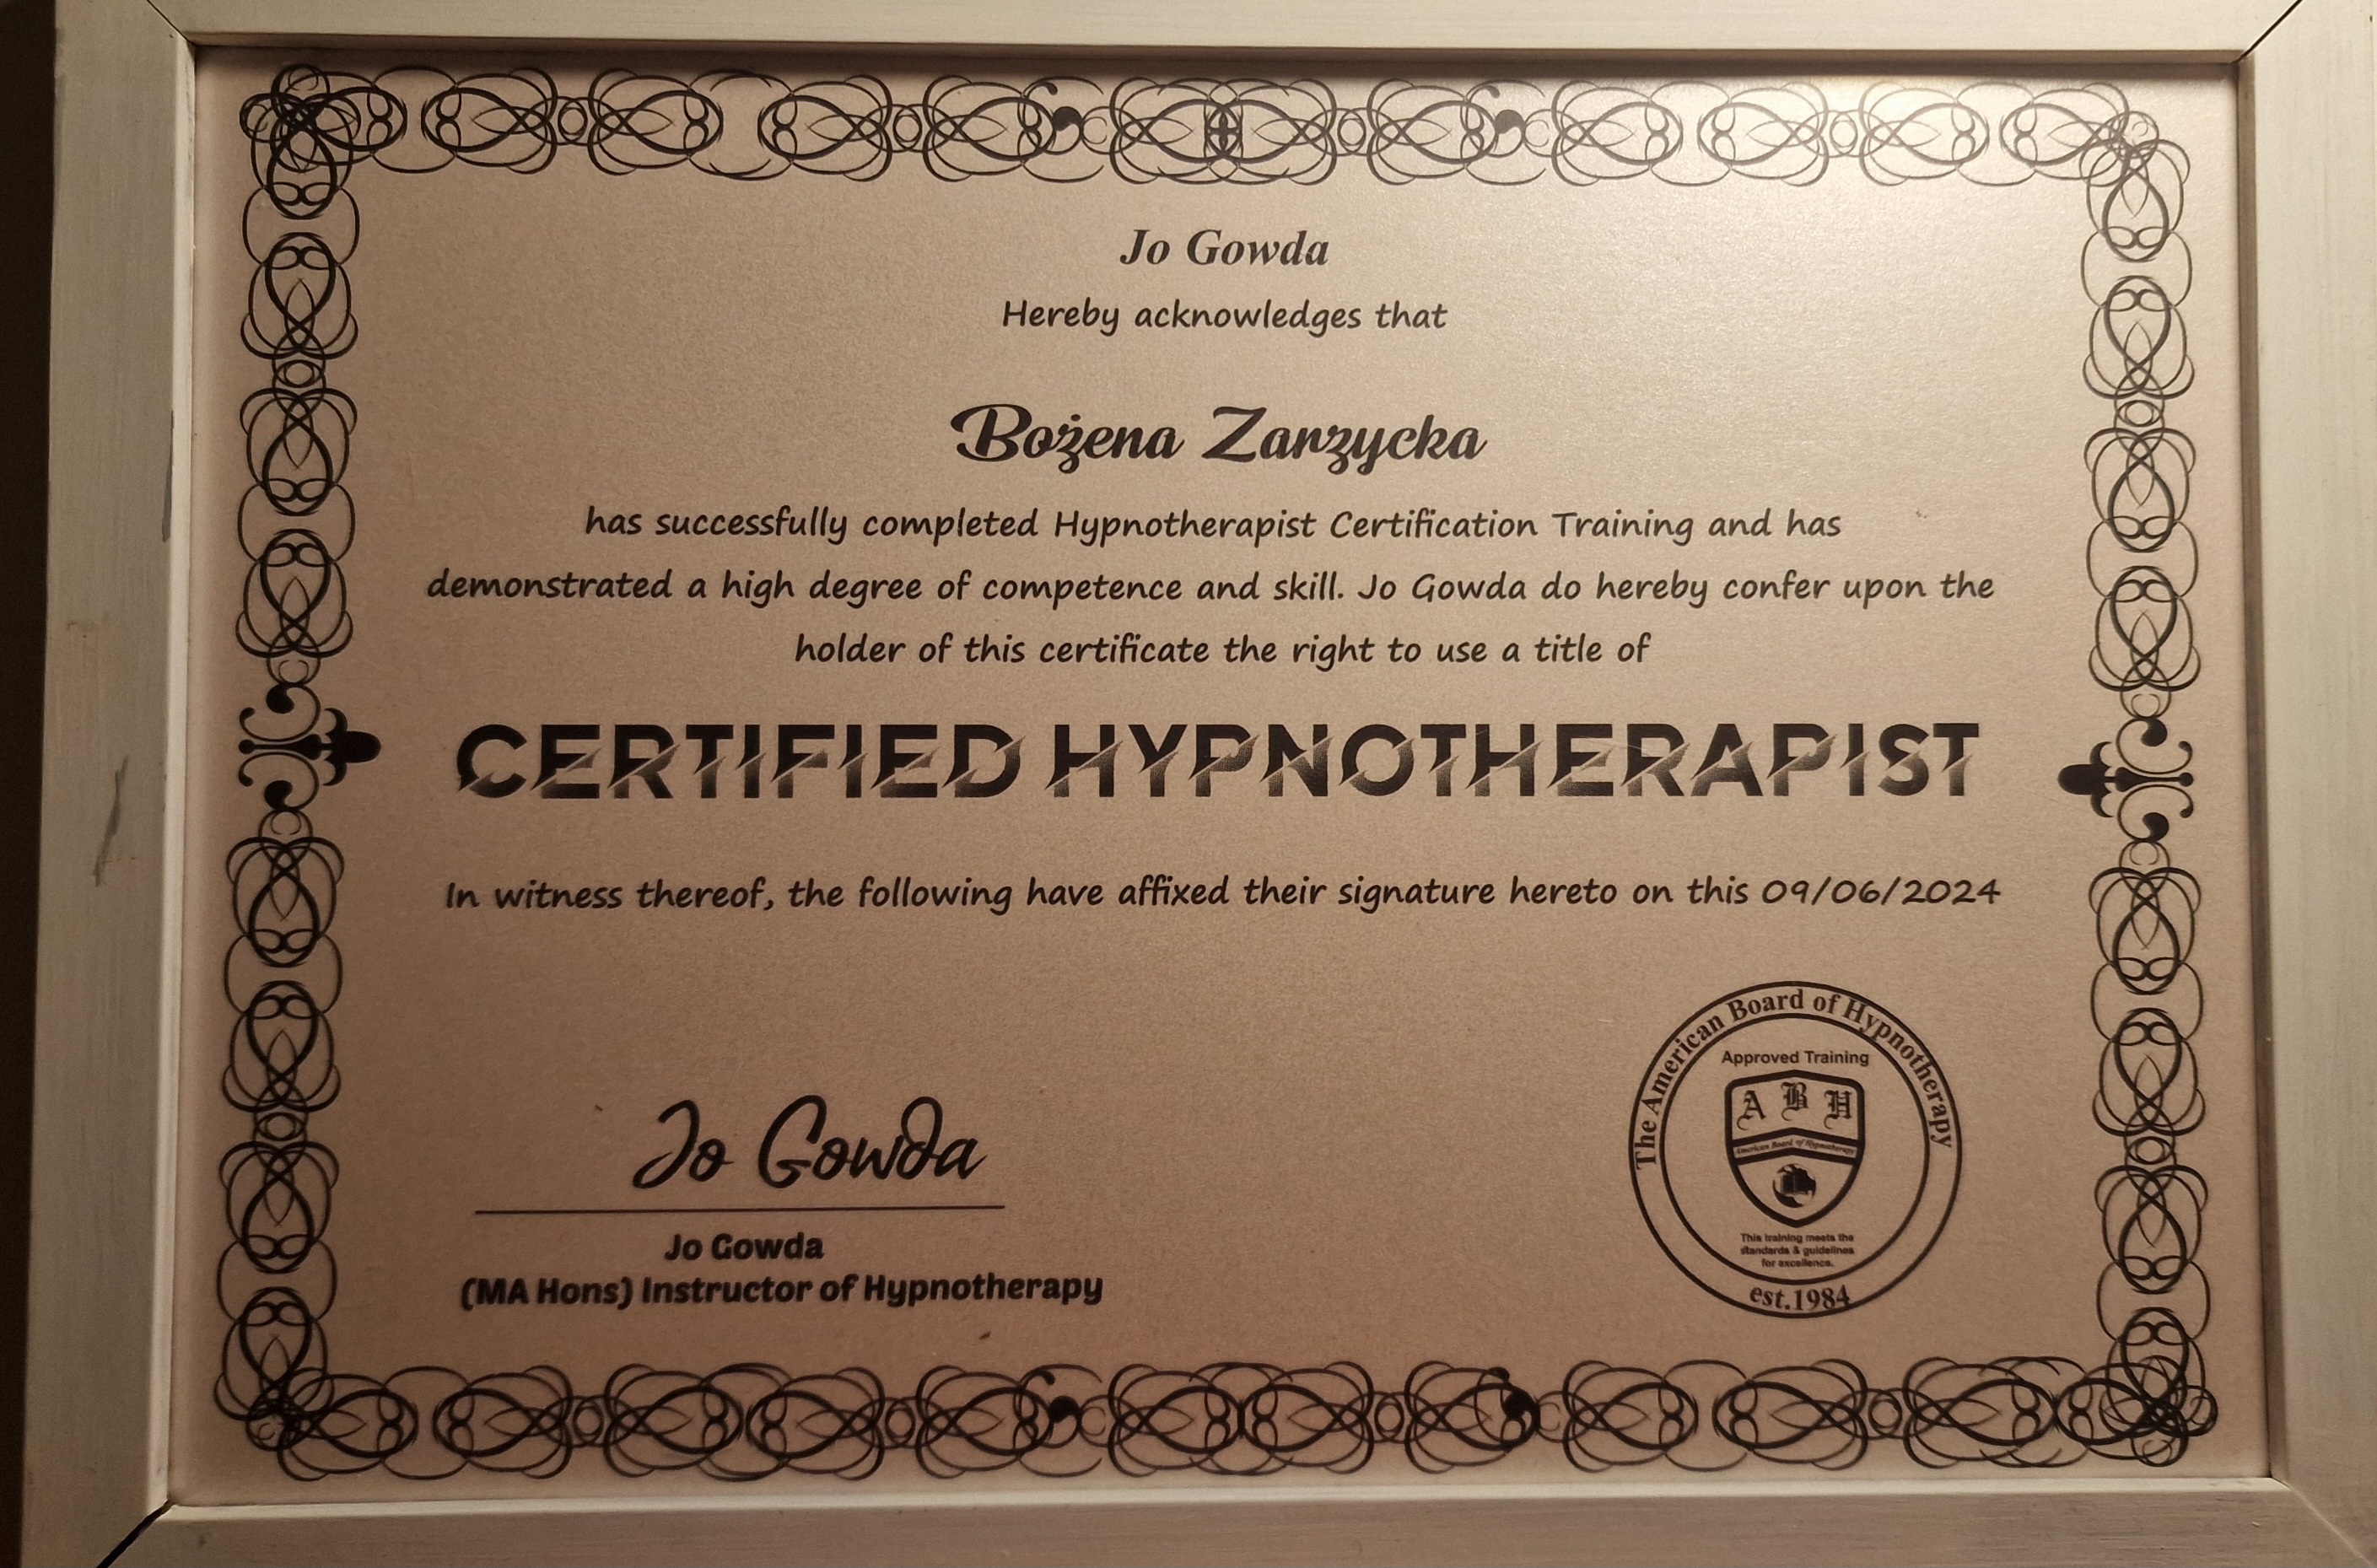 Jo Gowda
Hereby acknowledges that
Bożena Zarzycka
has successfully completed Hypnotherapist Certification Training and has
demonstrated a high degree of competence and skill. Jo Gowda do hereby confer upon the
holder of this certificate the right to use a title of
CERTIFIED HYPNOTHERAPIST
In witness thereof, the following have affixed their signature hereto on this 09/06/2024
Jo Gowda
Jo Gowda
(MA Hons) Instructor of Hypnotherapy
The American Board of Hypnotherapy
Approved Training
A B H
American Board of Hypnotherapy
This training meets the
standards & guidelines
for excellence.
est.1984